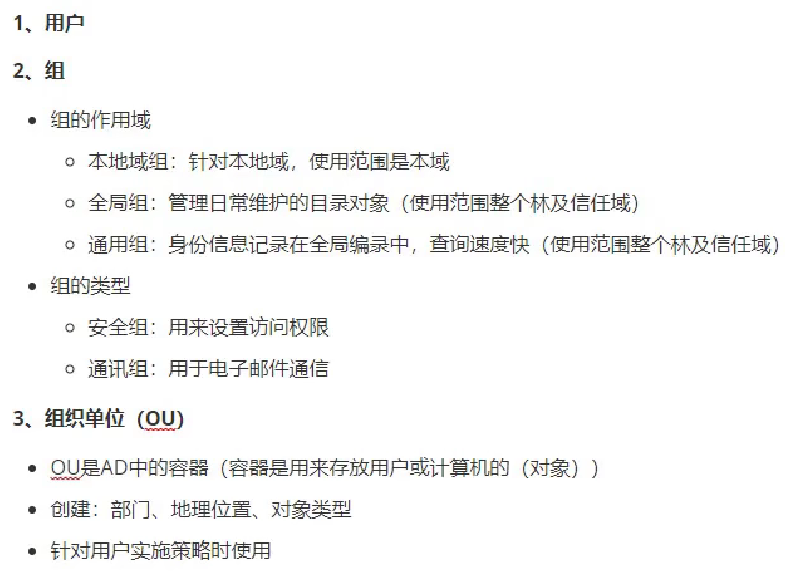 1、用户
2、组
• 组的作用域
◦ 本地域组：针对本地域，使用范围是本域
◦ 全局组：管理日常维护的目录对象（使用范围整个林及信任域）
◦ 通用组：身份信息记录在全局编录中，查询速度快（使用范围整个林及信任域）
• 组的类型
◦ 安全组：用来设置访问权限
◦ 通讯组：用于电子邮件通信
3、组织单位（OU）
• OU是AD中的容器（容器是用来存放用户或计算机的（对象））
• 创建：部门、地理位置、对象类型
• 针对用户实施策略时使用